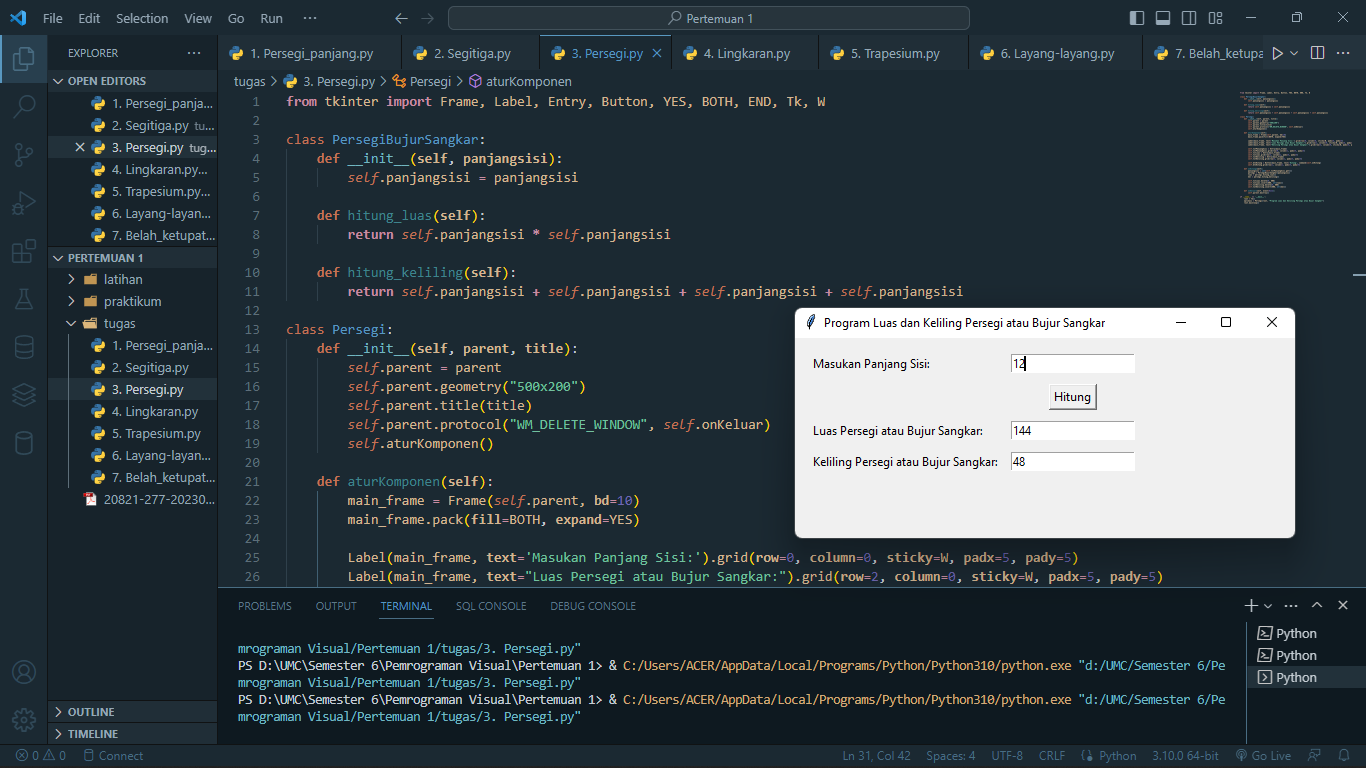 File Edit Selection View Go Run ··· Pertemuan 1
EXPLORER ···
OPEN EDITORS
1. Persegi_panja...
2. Segitiga.py tu...
3. Persegi.py tug...
4. Lingkaran.py...
5. Trapesium.py...
6. Layang-layan...
7. Belah_ketupat...
PERTEMUAN 1
latihan
praktikum
tugas
1. Persegi_panja...
2. Segitiga.py
3. Persegi.py
4. Lingkaran.py
5. Trapesium.py
6. Layang-layan...
7. Belah_ketupat...
20821-277-20230...
OUTLINE
TIMELINE
1. Persegi_panjang.py 2. Segitiga.py 3. Persegi.py 4. Lingkaran.py 5. Trapesium.py 6. Layang-layang.py 7. Belah_ketupa
tugas > 3. Persegi.py > Persegi > aturKomponen
1 from tkinter import Frame, Label, Entry, Button, YES, BOTH, END, Tk, W
2
3 class PersegiBujurSangkar:
4 def __init__(self, panjangsisi):
5 self.panjangsisi = panjangsisi
6
7 def hitung_luas(self):
8 return self.panjangsisi * self.panjangsisi
9
10 def hitung_keliling(self):
11 return self.panjangsisi + self.panjangsisi + self.panjangsisi + self.panjangsisi
12
13 class Persegi:
14 def __init__(self, parent, title):
15 self.parent = parent
16 self.parent.geometry("500x200")
17 self.parent.title(title)
18 self.parent.protocol("WM_DELETE_WINDOW", self.onKeluar)
19 self.aturKomponen()
20
21 def aturKomponen(self):
22 main_frame = Frame(self.parent, bd=10)
23 main_frame.pack(fill=BOTH, expand=YES)
24
25 Label(main_frame, text='Masukan Panjang Sisi:').grid(row=0, column=0, sticky=W, padx=5, pady=5)
26 Label(main_frame, text="Luas Persegi atau Bujur Sangkar:").grid(row=2, column=0, sticky=W, padx=5, pady=5)
Program Luas dan Keliling Persegi atau Bujur Sangkar
Masukan Panjang Sisi: 12
Hitung
Luas Persegi atau Bujur Sangkar: 144
Keliling Persegi atau Bujur Sangkar: 48
PROBLEMS OUTPUT TERMINAL SQL CONSOLE DEBUG CONSOLE
mrograman Visual/Pertemuan 1/tugas/3. Persegi.py"
PS D:\UMC\Semester 6\Pemrograman Visual\Pertemuan 1> & C:/Users/ACER/AppData/Local/Programs/Python/Python310/python.exe "d:/UMC/Semester 6/Pe
mrograman Visual/Pertemuan 1/tugas/3. Persegi.py"
PS D:\UMC\Semester 6\Pemrograman Visual\Pertemuan 1> & C:/Users/ACER/AppData/Local/Programs/Python/Python310/python.exe "d:/UMC/Semester 6/Pe
mrograman Visual/Pertemuan 1/tugas/3. Persegi.py"
Python
Python
Python
0 0 Connect Ln 31, Col 42 Spaces: 4 UTF-8 CRLF Python 3.10.0 64-bit Go Live